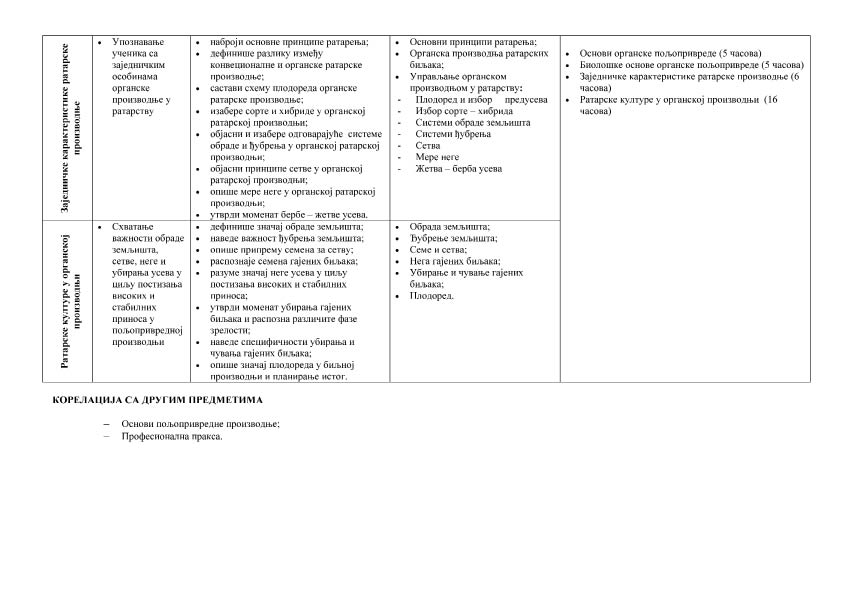 Заједничке карактеристике ратарске
производње
• Упознавање
ученика са
заједничким
особинама
органске
производње у
ратарству
• наброји основне принципе ратарења;
• дефинише разлику између
конвенционалне и органске ратарске
производње;
• састави схему плодореда органске
ратарске производње;
• изабере сорте и хибриде у органској
ратарској производњи;
• објасни и изабере одговарајуће системе
обраде и ђубрења у органској ратарској
производњи;
• објасни принципе сетве у органској
ратарској производњи;
• опише мере неге у органској ратарској
производњи;
• утврди моменат бербе – жетве усева.
• Основни принципи ратарења;
• Органска производња ратарских
биљака;
• Управљање органском
производњом у ратарству:
- Плодоред и избор предусева
- Избор сорте – хибрида
- Системи обраде земљишта
- Системи ђубрења
- Сетва
- Мере неге
- Жетва – берба усева
• Основи органске пољопривреде (5 часова)
• Биолошке основе органске пољопривреде (5 часова)
• Заједничке карактеристике ратарске производње (6
часова)
• Ратарске културе у органској производњи (16
часова)
Ратарске културе у органској
производњи
• Схватање
важности обраде
земљишта,
сетве, неге и
убирања усева у
циљу постизања
високих и
стабилних
приноса у
пољопривредној
производњи
• дефинише значај обраде земљишта;
• наведе важност ђубрења земљишта;
• опише припрему семена за сетву;
• распознаје семена гајених биљака;
• разуме значај неге усева у циљу
постизања високих и стабилних
приноса;
• утврди моменат убирања гајених
биљака и распозна различите фазе
зрелости;
• наведе специфичности убирања и
чувања гајених биљака;
• опише значај плодореда у биљној
производњи и планирање истог.
• Обрада земљишта;
• Ђубрење земљишта;
• Семе и сетва;
• Нега гајених биљака;
• Убирање и чување гајених
биљака;
• Плодоред.
КОРЕЛАЦИЈА СА ДРУГИМ ПРЕДМЕТИМА
– Основи пољопривредне производње;
– Професионална пракса.